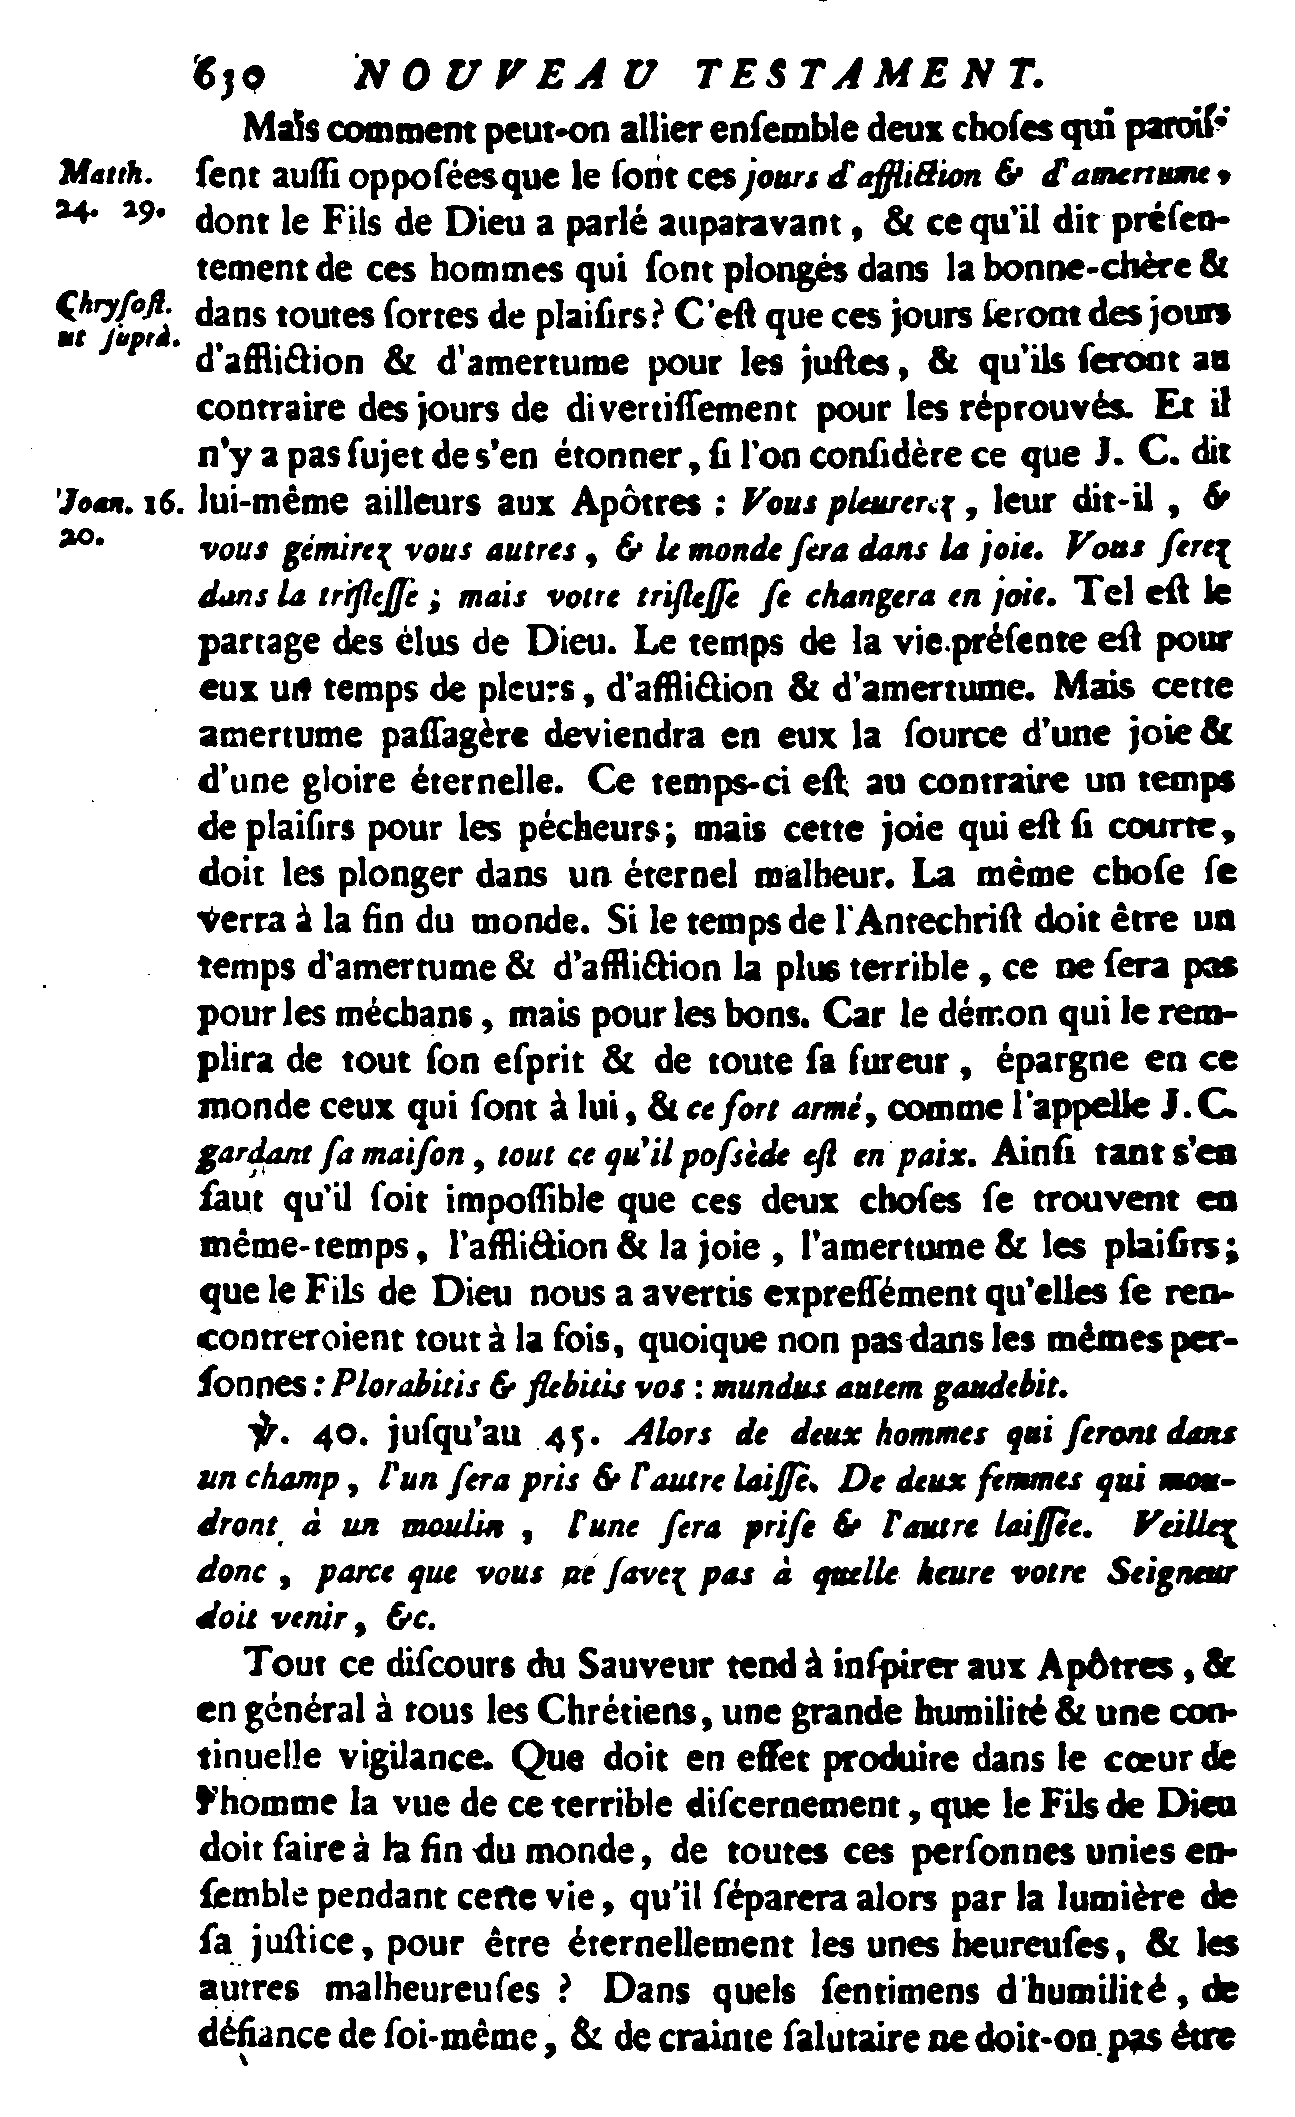 630 NOUVEAU TESTAMENT.
Mais comment peut-on allier enſemble deux choſes qui paroiſ-
Matth. 24. 29.
ſent auſſi oppoſées que le ſont ces jours d'affliction & d'amertume,
dont le Fils de Dieu a parlé auparavant, & ce qu'il dit préſen-
tement de ces hommes qui ſont plongés dans la bonne-chère &
Chryſoſt. ut ſuprà.
dans toutes ſortes de plaiſirs? C'eſt que ces jours ſeront des jours
d'affliction & d'amertume pour les juſtes, & qu'ils ſeront au
contraire des jours de divertiſſement pour les réprouvés. Et il
n'y a pas ſujet de s'en étonner, ſi l'on conſidère ce que J. C. dit
Joan. 16. 20.
lui-même ailleurs aux Apôtres : Vous pleurerez, leur dit-il, &
vous gémirez vous autres, & le monde ſera dans la joie. Vous ſerez
dans la triſteſſe ; mais votre triſteſſe ſe changera en joie. Tel eſt le
partage des élus de Dieu. Le temps de la vie préſente eſt pour
eux un temps de pleurs, d'affliction & d'amertume. Mais cette
amertume paſſagère deviendra en eux la ſource d'une joie &
d'une gloire éternelle. Ce temps-ci eſt au contraire un temps
de plaiſirs pour les pécheurs; mais cette joie qui eſt ſi courte,
doit les plonger dans un éternel malheur. La même choſe ſe
verra à la fin du monde. Si le temps de l'Antechriſt doit être un
temps d'amertume & d'affliction la plus terrible, ce ne ſera pas
pour les méchans, mais pour les bons. Car le démon qui le rem-
plira de tout ſon eſprit & de toute ſa fureur, épargne en ce
monde ceux qui ſont à lui, & ce fort armé, comme l'appelle J. C.
gardant ſa maiſon, tout ce qu'il poſsède eſt en paix. Ainſi tant s'en
faut qu'il ſoit impoſſible que ces deux choſes ſe trouvent en
même-temps, l'affliction & la joie, l'amertume & les plaiſirs;
que le Fils de Dieu nous a avertis expreſſément qu'elles ſe ren-
contreroient tout à la fois, quoique non pas dans les mêmes per-
ſonnes : Plorabitis & flebitis vos : mundus autem gaudebit.
℣. 40. juſqu'au 45. Alors de deux hommes qui ſeront dans
un champ, l'un ſera pris & l'autre laiſſé. De deux femmes qui mou-
dront à un moulin, l'une ſera priſe & l'autre laiſſée. Veillez
donc, parce que vous ne ſavez pas à quelle heure votre Seigneur
doit venir, &c.
Tout ce diſcours du Sauveur tend à inſpirer aux Apôtres, &
en général à tous les Chrétiens, une grande humilité & une con-
tinuelle vigilance. Que doit en effet produire dans le cœur de
l'homme la vue de ce terrible diſcernement, que le Fils de Dieu
doit faire à la fin du monde, de toutes ces perſonnes unies en-
ſemble pendant cette vie, qu'il ſéparera alors par la lumière de
ſa juſtice, pour être éternellement les unes heureuſes, & les
autres malheureuſes ? Dans quels ſentimens d'humilité, de
défiance de ſoi-même, & de crainte ſalutaire ne doit-on pas être